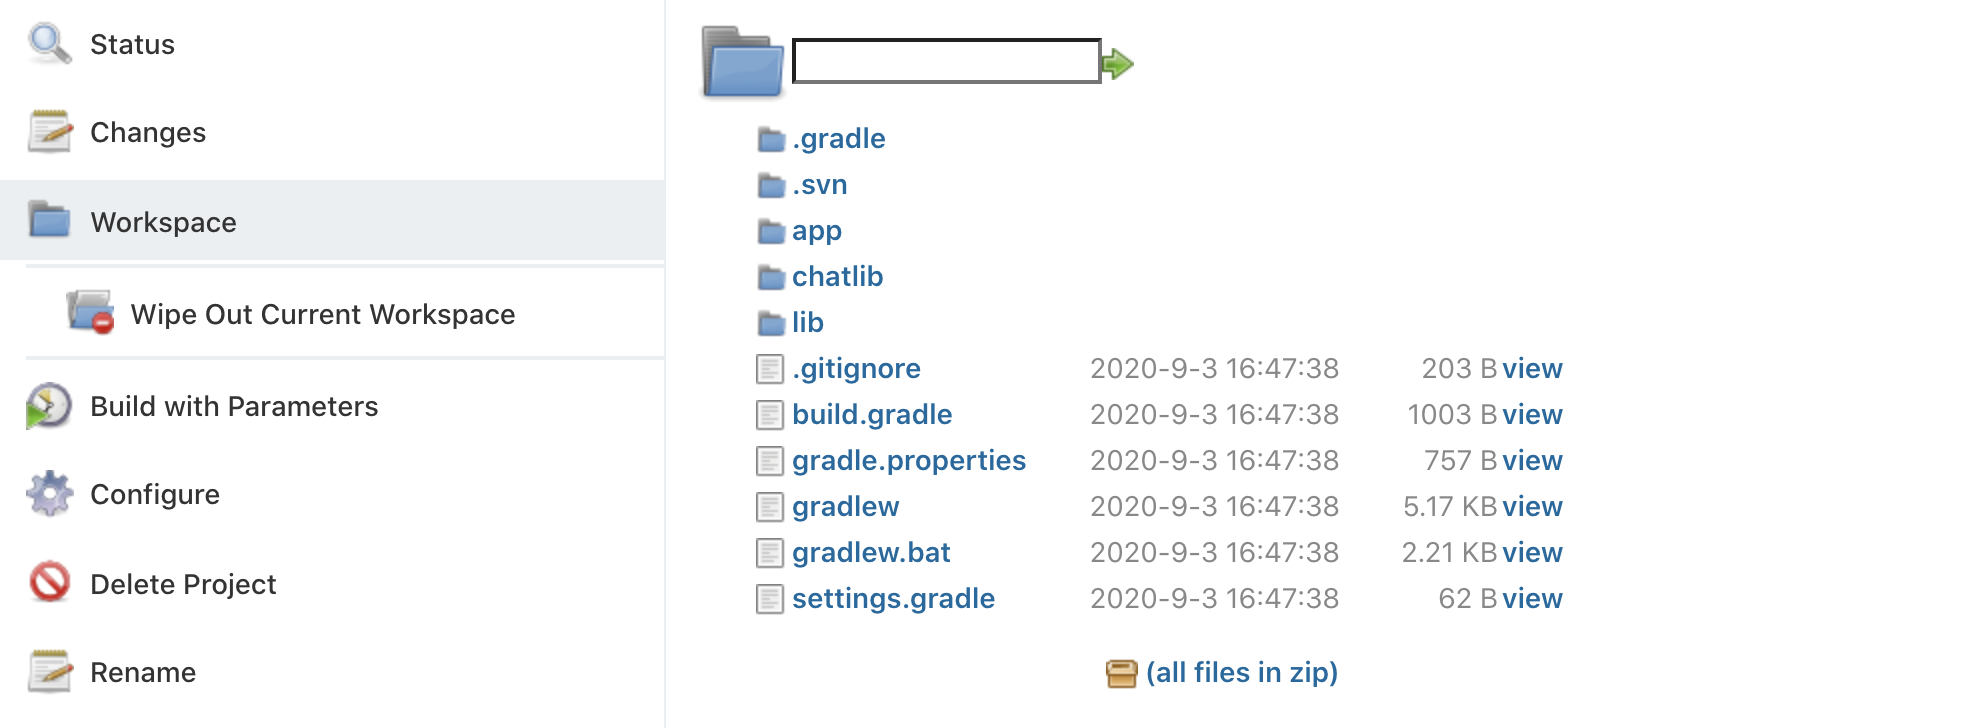 Status
Changes
Workspace
Wipe Out Current Workspace
Build with Parameters
Configure
Delete Project
Rename
.gradle
.svn
app
chatlib
lib
.gitignore 2020-9-3 16:47:38 203 B view
build.gradle 2020-9-3 16:47:38 1003 B view
gradle.properties 2020-9-3 16:47:38 757 B view
gradlew 2020-9-3 16:47:38 5.17 KB view
gradlew.bat 2020-9-3 16:47:38 2.21 KB view
settings.gradle 2020-9-3 16:47:38 62 B view
(all files in zip)